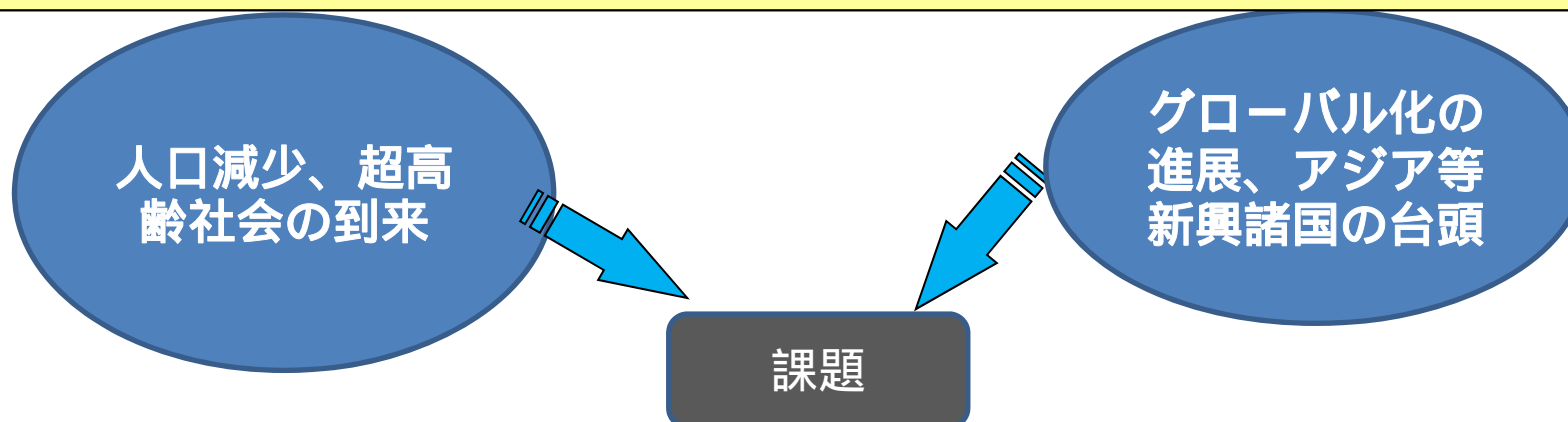 人口減少、超高
齢社会の到来
グローバル化の
進展、アジア等
新興諸国の台頭
課題